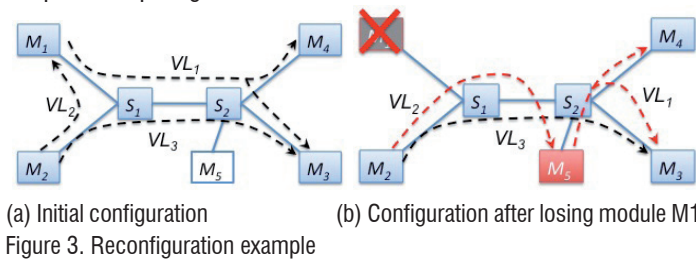 M1
VL1
M4
VL2
S1
S2
VL3
M2
M5
M3
M4
VL2
S1
S2
VL1
VL3
M2
M5
M3
(a) Initial configuration
(b) Configuration after losing module M1
Figure 3. Reconfiguration example